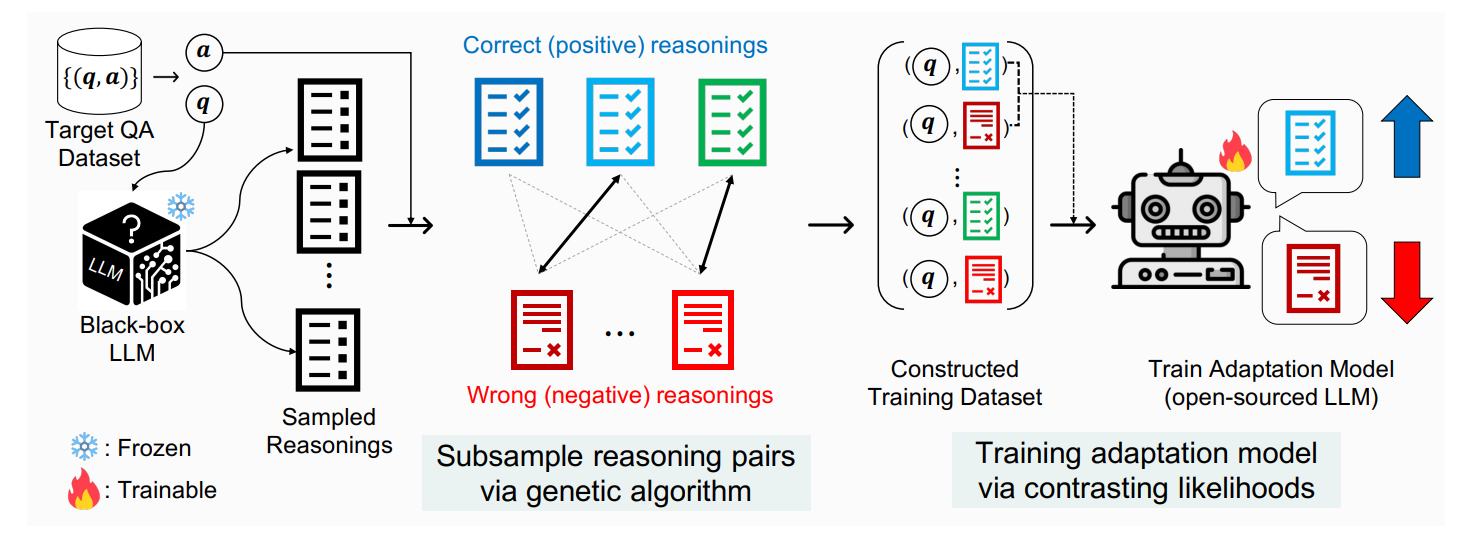 {(q, a)}
a
q
Target QA
Dataset
?
LLM
Black-box
LLM
: Frozen
: Trainable
⋮
Sampled
Reasonings
Correct (positive) reasonings
...
Wrong (negative) reasonings
Subsample reasoning pairs
via genetic algorithm
(q, )
(q, )
⋮
(q, )
(q, )
Constructed
Training Dataset
Train Adaptation Model
(open-sourced LLM)
Training adaptation model
via contrasting likelihoods